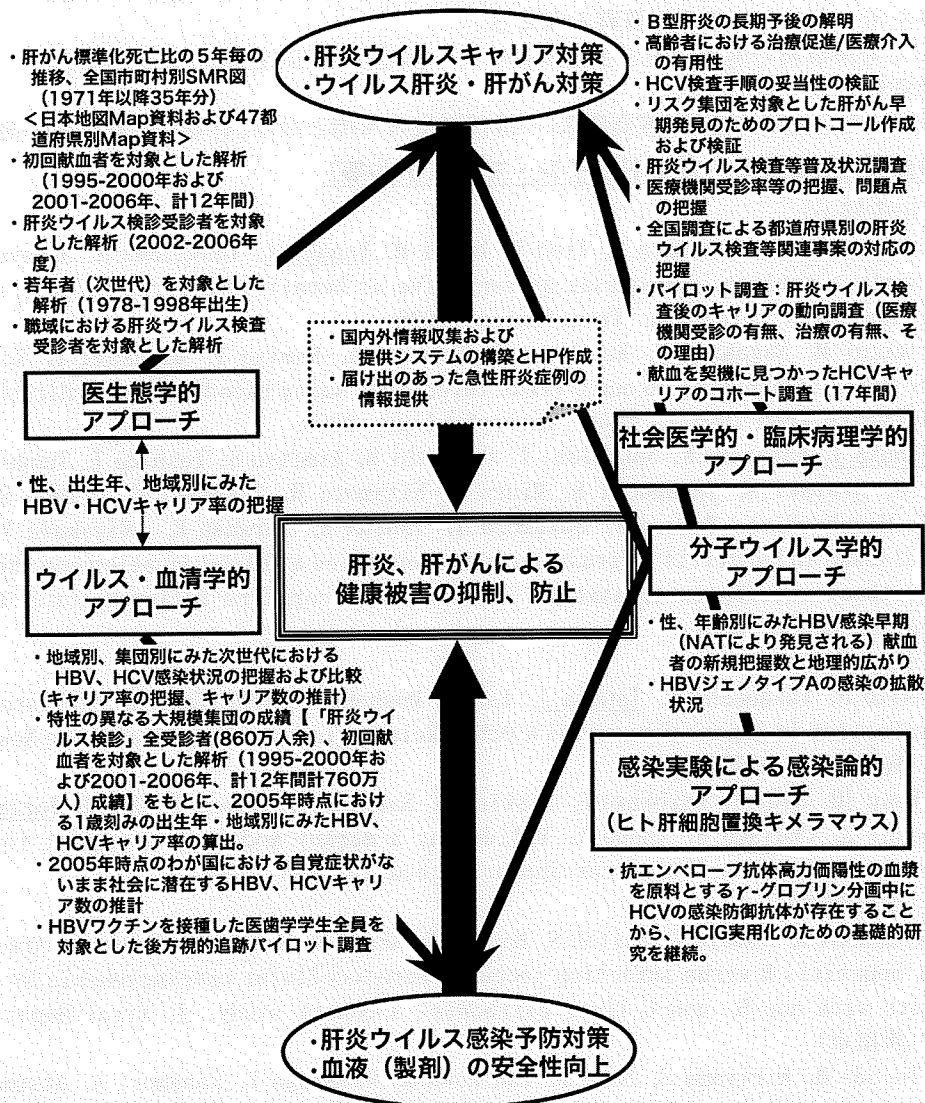 ・肝炎ウイルスキャリア対策
・ウイルス肝炎・肝がん対策
・肝がん標準化死亡比の5年毎の
推移、全国市町村別SMR図
（1971年以降35年分）
＜日本地図Map資料および47都
道府県別Map資料＞
・初回献血者を対象とした解析
（1995-2000年および
2001-2006年、計12年間）
・肝炎ウイルス検診受診者を対象
とした解析（2002-2006年
度）
・若年者（次世代）を対象とした
解析（1978-1998年出生）
・職域における肝炎ウイルス検査
受診者を対象とした解析
医生態学的
アプローチ
・性、出生年、地域別にみた
HBV・HCVキャリア率の把握
ウイルス・血清学的
アプローチ
・地域別、集団別にみた次世代における
HBV、HCV感染状況の把握および比較
（キャリア率の把握、キャリア数の推計）
・特性の異なる大規模集団の成績【「肝炎ウイ
ルス検診」全受診者(860万人余)、初回献
血者を対象とした解析（1995-2000年お
よび2001-2006年、計12年間計760万
人）成績】をもとに、2005年時点におけ
る1歳刻みの出生年・地域別にみたHBV、
HCVキャリア率の算出。
・2005年時点のわが国における自覚症状がな
いまま社会に潜在するHBV、HCVキャリ
ア数の推計
・HBVワクチンを接種した医歯学学生全員を
対象とした後方視的追跡パイロット調査
・国内外情報収集および
提供システムの構築とHP作成
・届け出のあった急性肝炎症例の
情報提供
肝炎、肝がんによる
健康被害の抑制、防止
・B型肝炎の長期予後の解明
・高齢者における治療促進/医療介入
の有用性
・HCV検査手順の妥当性の検証
・リスク集団を対象とした肝がん早
期発見のためのプロトコール作成
および検証
・肝炎ウイルス検査等普及状況調査
・医療機関受診率等の把握、問題点
の把握
・全国調査による都道府県別の肝炎
ウイルス検査等関連事案の対応の
把握
・パイロット調査：肝炎ウイルス検
査後のキャリアの動向調査（医療
機関受診の有無、治療の有無、そ
の理由）
・献血を契機に見つかったHCVキャ
リアのコホート調査（17年間）
社会医学的・臨床病理学的
アプローチ
分子ウイルス学的
アプローチ
・性、年齢別にみたHBV感染早期
（NATにより発見される）献血
者の新規把握数と地理的広がり
・HBVジェノタイプAの感染の拡散
状況
感染実験による感染論的
アプローチ
（ヒト肝細胞置換キメラマウス）
・抗エンベロープ抗体高力価陽性の血漿
を原料とするγ-グロブリン分画中に
HCVの感染防御抗体が存在すること
から、HCIG実用化のための基礎的研
究を継続。
・肝炎ウイルス感染予防対策
・血液（製剤）の安全性向上